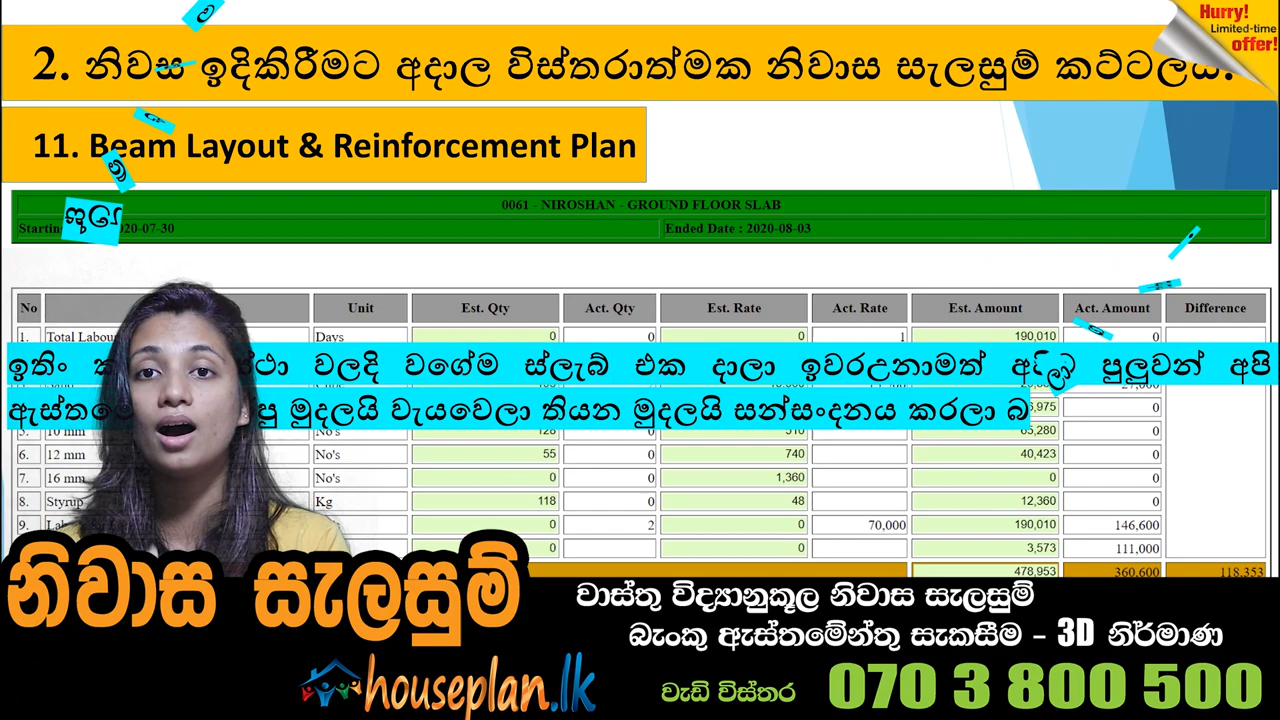 Hurry!
Limited-time
offer!
2. නිවස ඉදිකිරීමට අදාල විස්තරාත්මක නිවාස සැලසුම් කට්ටලය.
11. Beam Layout & Reinforcement Plan
0061 - NIROSHAN - GROUND FLOOR SLAB
2020-07-30 Ended Date : 2020-08-03
No Unit Est. Qty Act. Qty Est. Rate Act. Rate Est. Amount Act. Amount Difference
1. Total Days 0 0 0 1 190,010 0
ඉතිං වලදි වගේම ස්ලැබ් එක දාලා ඉවරඋනාමත් පුලුවන් අපි
මුදලයි වැයවෙලා තියන මුදලයි සන්සංදනය කරලා බ
10 mm No's 128 0 510 65,280 0
6. 12 mm No's 55 0 740 40,423 0
7. 16 mm No's 0 0 1,360 0 0
8. Styrup Kg 118 0 48 12,360 0
9. 0 2 0 70,000 190,010 146,600
0 0 3,573 111,000
478,953 360,600 118,353
නිවාස සැලසුම්
වාස්තු විද්‍යානුකූල නිවාස සැලසුම්
බැංකු ඇස්තමේන්තු සැකසීම - 3D නිර්මාණ
houseplan.lk
වැඩි විස්තර 070 3 800 500